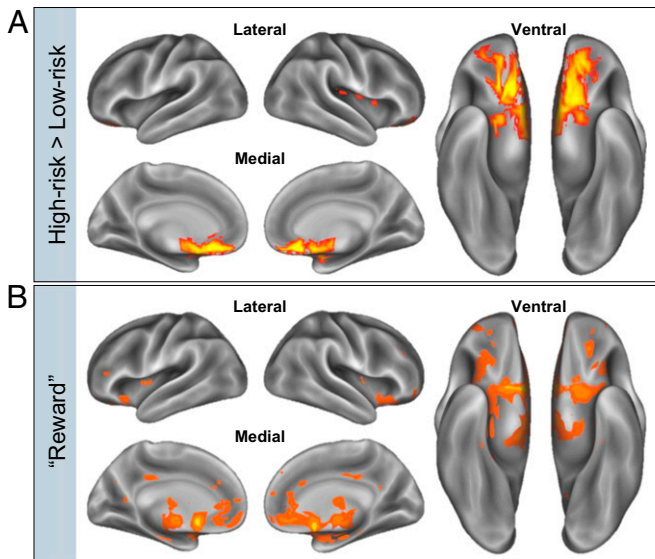 A
High-risk > Low-risk
Lateral
Ventral
Medial
B
"Reward"
Lateral
Ventral
Medial